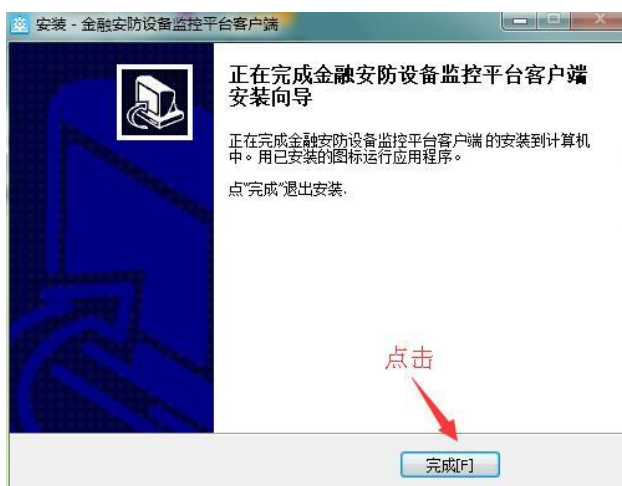 安装 - 金融安防设备监控平台客户端
正在完成金融安防设备监控平台客户端
安装向导
正在完成金融安防设备监控平台客户端 的安装到计算机
中。用已安装的图标运行应用程序。
点"完成"退出安装.
点击
完成[F]